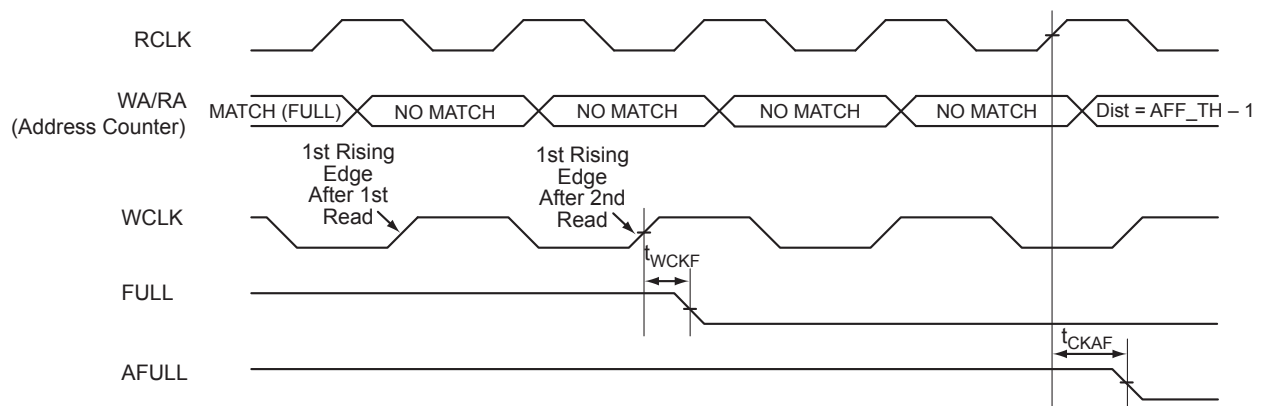 RCLK
WA/RA
(Address Counter)
MATCH (FULL)
NO MATCH
NO MATCH
NO MATCH
NO MATCH
Dist = AFF_TH – 1
1st Rising
Edge
After 1st
Read
1st Rising
Edge
After 2nd
Read
WCLK
tWCKF
FULL
tCKAF
AFULL